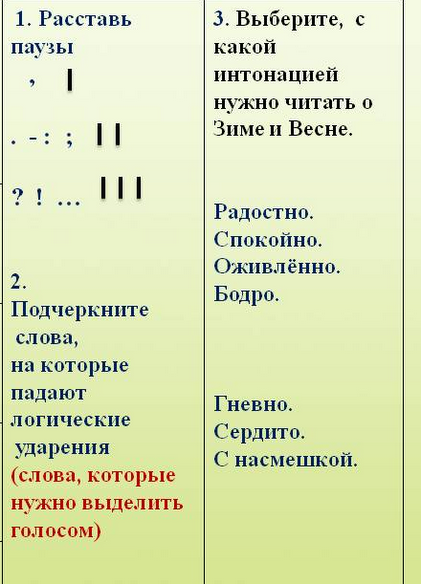 1. Расставь
паузы
, |
. - : ; | |
? ! … | | |
2.
Подчеркните
слова,
на которые
падают
логические
ударения
(слова, которые
нужно выделить
голосом)
3. Выберите, с
какой
интонацией
нужно читать о
Зиме и Весне.
Радостно.
Спокойно.
Оживлённо.
Бодро.
Гневно.
Сердито.
С насмешкой.